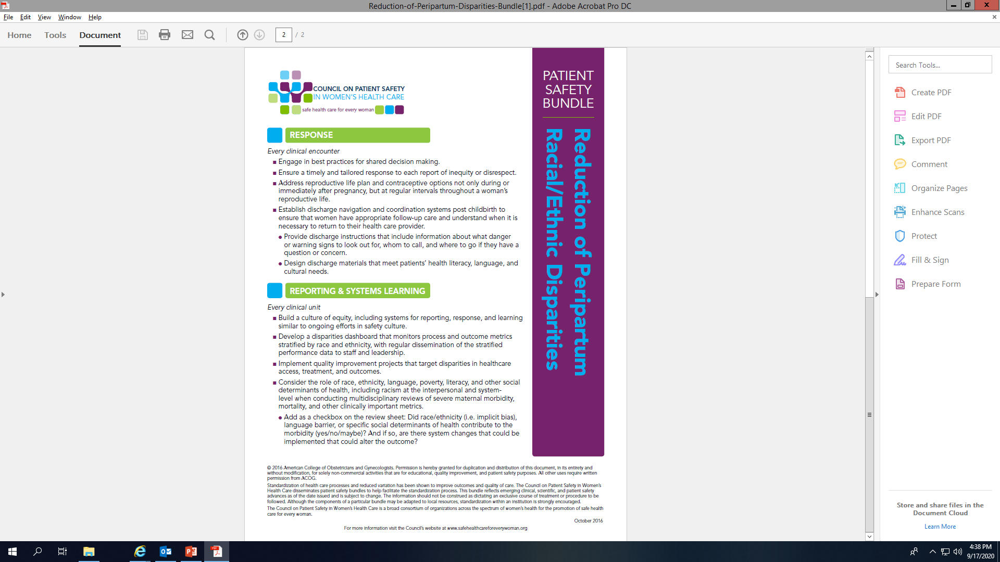 Reduction-of-Peripartum-Disparities-Bundle[1].pdf - Adobe Acrobat Pro DC
File Edit View Window Help
Home Tools Document 2 / 2
Search Tools...
Create PDF
Edit PDF
Export PDF
Comment
Organize Pages
Enhance Scans
Protect
Fill & Sign
Prepare Form
Store and share files in the
Document Cloud
Learn More
COUNCIL ON PATIENT SAFETY
IN WOMEN'S HEALTH CARE
safe health care for every woman
PATIENT
SAFETY
BUNDLE
Reduction of Peripartum
Racial/Ethnic Disparities
RESPONSE
Every clinical encounter
■ Engage in best practices for shared decision making.
■ Ensure a timely and tailored response to each report of inequity or disrespect.
■ Address reproductive life plan and contraceptive options not only during or
immediately after pregnancy, but at regular intervals throughout a woman's
reproductive life.
■ Establish discharge navigation and coordination systems post childbirth to
ensure that women have appropriate follow-up care and understand when it is
necessary to return to their health care provider.
● Provide discharge instructions that include information about what danger
or warning signs to look out for, whom to call, and where to go if they have a
question or concern.
● Design discharge materials that meet patients' health literacy, language, and
cultural needs.
REPORTING & SYSTEMS LEARNING
Every clinical unit
■ Build a culture of equity, including systems for reporting, response, and learning
similar to ongoing efforts in safety culture.
■ Develop a disparities dashboard that monitors process and outcome metrics
stratified by race and ethnicity, with regular dissemination of the stratified
performance data to staff and leadership.
■ Implement quality improvement projects that target disparities in healthcare
access, treatment, and outcomes.
■ Consider the role of race, ethnicity, language, poverty, literacy, and other social
determinants of health, including racism at the interpersonal and system-
level when conducting multidisciplinary reviews of severe maternal morbidity,
mortality, and other clinically important metrics.
● Add as a checkbox on the review sheet: Did race/ethnicity (i.e. implicit bias),
language barrier, or specific social determinants of health contribute to the
morbidity (yes/no/maybe)? And if so, are there system changes that could be
implemented that could alter the outcome?
© 2016 American College of Obstetricians and Gynecologists. Permission is hereby granted for duplication and distribution of this document, in its entirety and
without modification, for solely non-commercial activities that are for educational, quality improvement, and patient safety purposes. All other uses require written
permission from ACOG.
Standardization of health care processes and reduced variation has been shown to improve outcomes and quality of care. The Council on Patient Safety in Women's
Health Care disseminates patient safety bundles to help facilitate the standardization process. This bundle reflects emerging clinical, scientific, and patient safety
advances as of the date issued and is subject to change. The information should not be construed as dictating an exclusive course of treatment or procedure to be
followed. Although the components of a particular bundle may be adapted to local resources, standardization within an institution is strongly encouraged.
The Council on Patient Safety in Women's Health Care is a broad consortium of organizations across the spectrum of women's health for the promotion of safe health
care for every woman.
October 2016
For more information visit the Council's website at www.safehealthcareforeverywoman.org
4:38 PM
9/17/2020